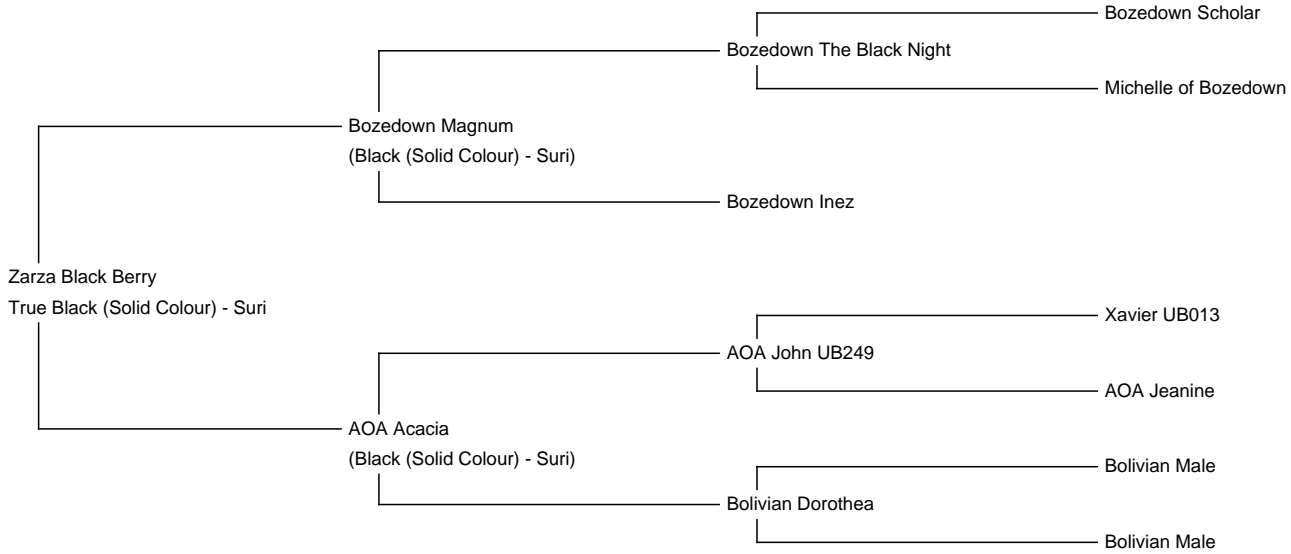 Bozedown Scholar
Bozedown The Black Night
Michelle of Bozedown
Bozedown Magnum
(Black (Solid Colour) - Suri)
Bozedown Inez
Zarza Black Berry
True Black (Solid Colour) - Suri
Xavier UB013
AOA John UB249
AOA Jeanine
AOA Acacia
(Black (Solid Colour) - Suri)
Bolivian Male
Bolivian Dorothea
Bolivian Male